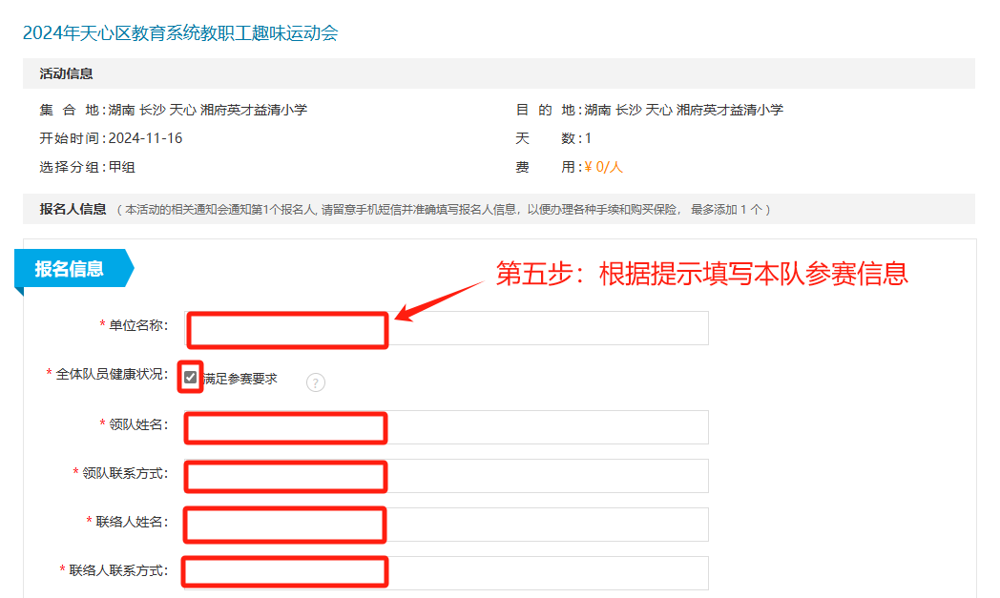 2024年天心区教育系统教职工趣味运动会
活动信息
集 合 地:湖南 长沙 天心 湘府英才益清小学
目 的 地:湖南 长沙 天心 湘府英才益清小学
开始时间:2024-11-16
天 数:1
选择分组:甲组
费 用:¥ 0/人
报名人信息 （ 本活动的相关通知会通知第1个报名人, 请留意手机短信并准确填写报名人信息，以便办理各种手续和购买保险， 最多添加 1 个 ）
报名信息
第五步：根据提示填写本队参赛信息
* 单位名称:
* 全体队员健康状况: 满足参赛要求 ?
* 领队姓名:
* 领队联系方式:
* 联络人姓名:
* 联络人联系方式: